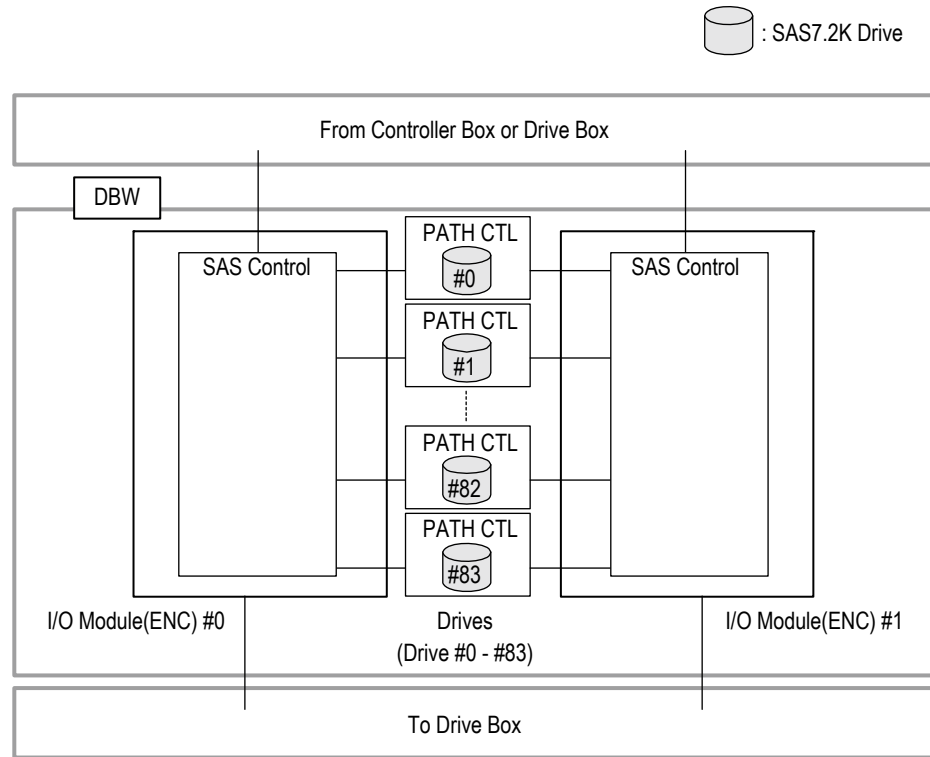 : SAS7.2K Drive
From Controller Box or Drive Box
DBW
PATH CTL
#0
SAS Control
SAS Control
PATH CTL
#1
PATH CTL
#82
PATH CTL
#83
I/O Module(ENC) #0
Drives
(Drive #0 - #83)
I/O Module(ENC) #1
To Drive Box